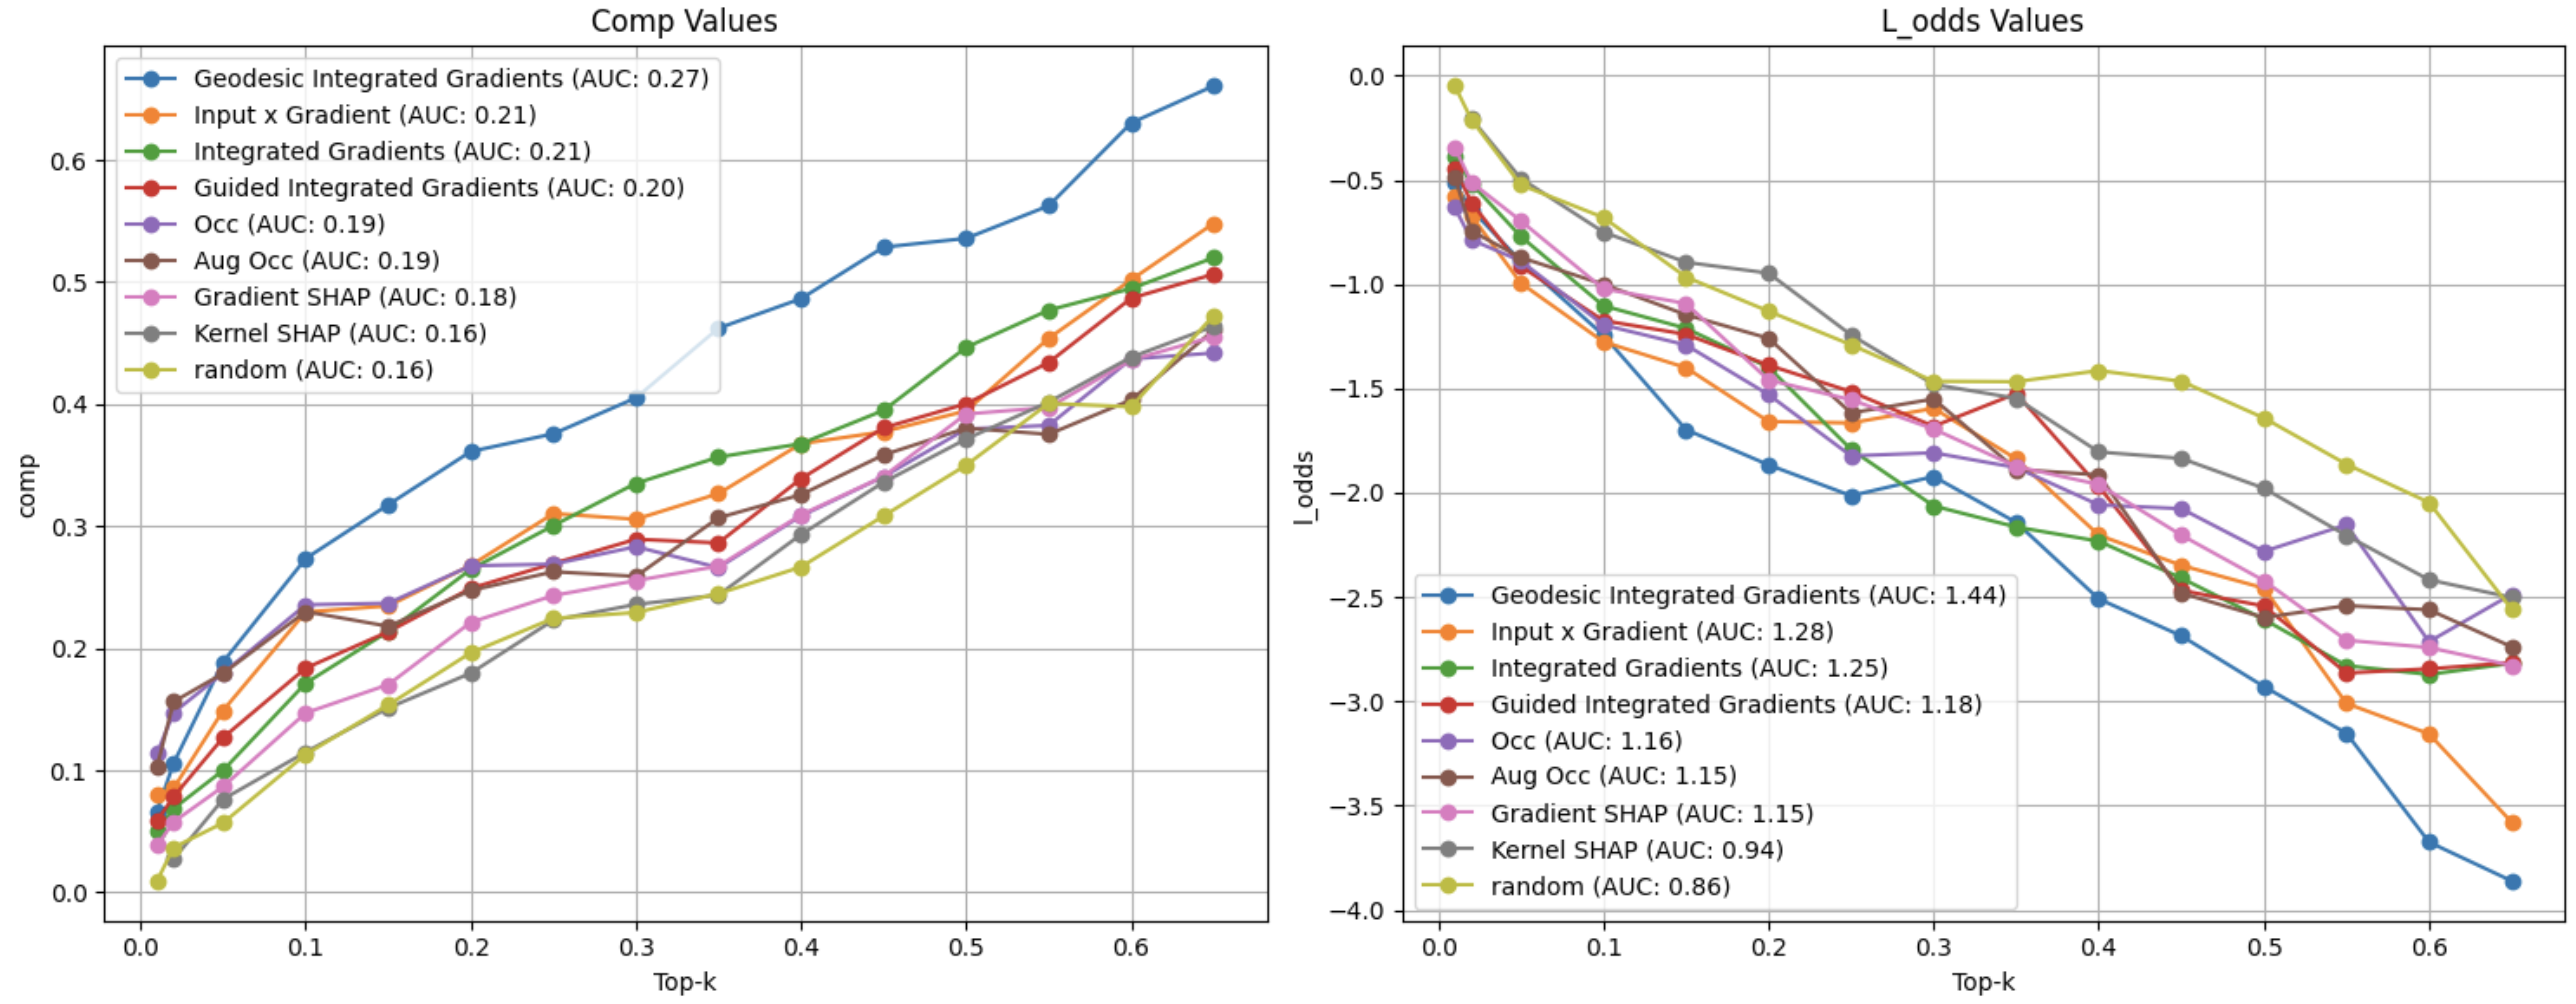 Comp Values
comp
0.6
0.5
0.4
0.3
0.2
0.1
0.0
Geodesic Integrated Gradients (AUC: 0.27)
Input x Gradient (AUC: 0.21)
Integrated Gradients (AUC: 0.21)
Guided Integrated Gradients (AUC: 0.20)
Occ (AUC: 0.19)
Aug Occ (AUC: 0.19)
Gradient SHAP (AUC: 0.18)
Kernel SHAP (AUC: 0.16)
random (AUC: 0.16)
0.0 0.1 0.2 0.3 0.4 0.5 0.6
Top-k
L_odds Values
l_odds
0.0
−0.5
−1.0
−1.5
−2.0
−2.5
−3.0
−3.5
−4.0
Geodesic Integrated Gradients (AUC: 1.44)
Input x Gradient (AUC: 1.28)
Integrated Gradients (AUC: 1.25)
Guided Integrated Gradients (AUC: 1.18)
Occ (AUC: 1.16)
Aug Occ (AUC: 1.15)
Gradient SHAP (AUC: 1.15)
Kernel SHAP (AUC: 0.94)
random (AUC: 0.86)
0.0 0.1 0.2 0.3 0.4 0.5 0.6
Top-k